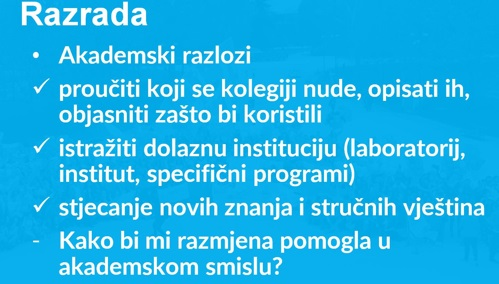 Razrada
• Akademski razlozi
✓ proučiti koji se kolegiji nude, opisati ih,
objasniti zašto bi koristili
✓ istražiti dolaznu instituciju (laboratorij,
institut, specifični programi)
✓ stjecanje novih znanja i stručnih vještina
- Kako bi mi razmjena pomogla u
akademskom smislu?